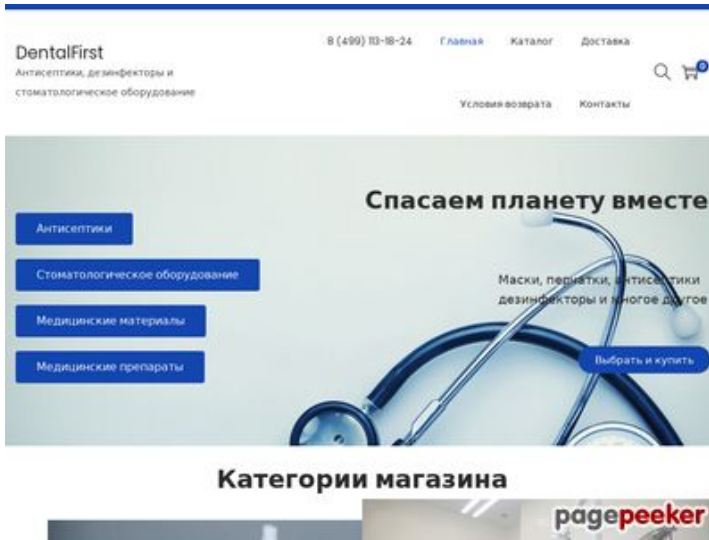 DentalFirst
Антисептики, дезинфекторы и
стоматологическое оборудование
8 (499) 113-18-24
Главная
Каталог
Доставка
0
Условия возврата
Контакты
Спасаем планету вместе
Антисептики
Стоматологическое оборудование
Медицинские материалы
Медицинские препараты
Маски, перчатки, антисептики
дезинфекторы и многое другое
Выбрать и купить
Категории магазина
pagepeeker